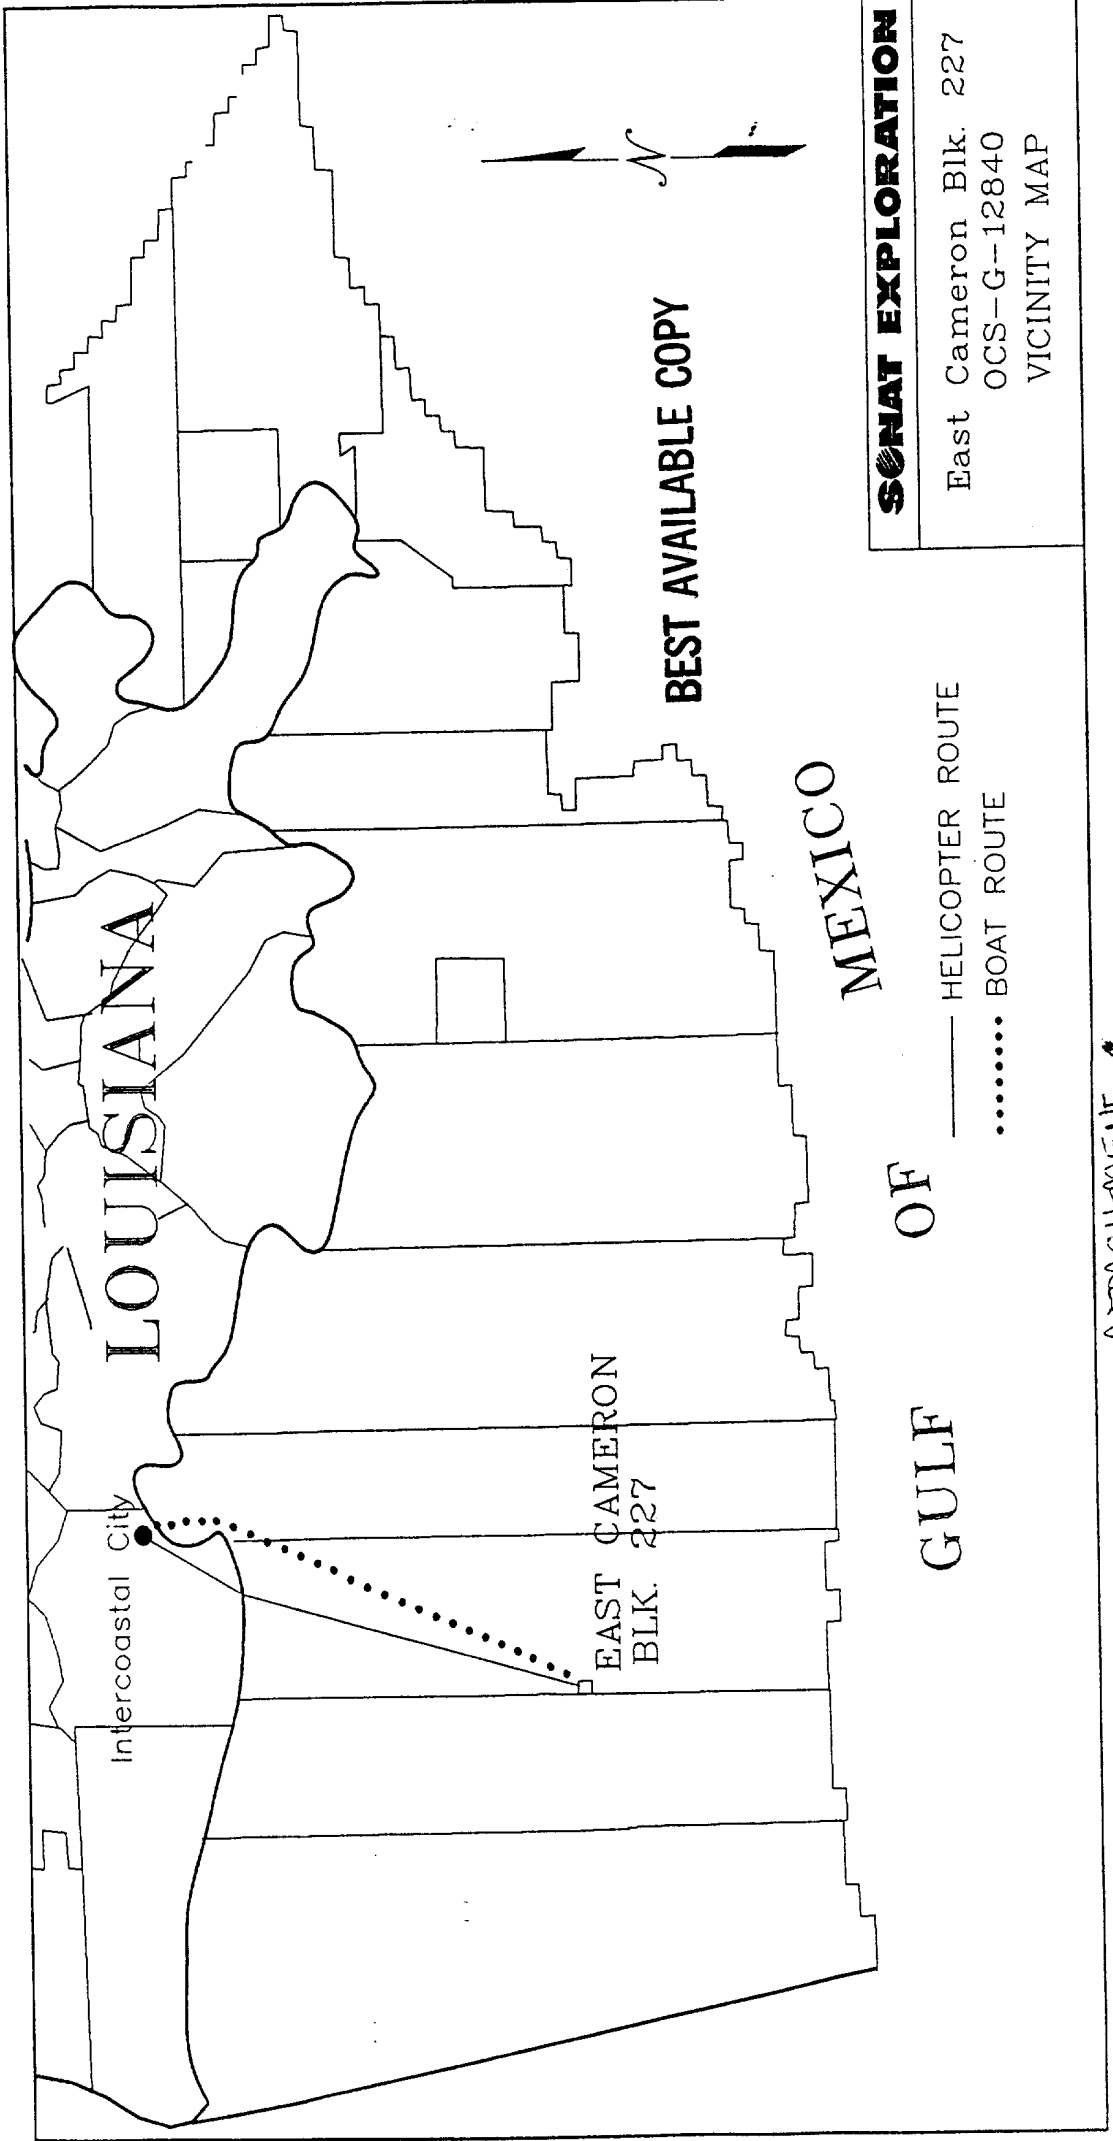 LOUISIANA
Intercoastal City
EAST CAMERON
BLK. 227
GULF OF MEXICO
BEST AVAILABLE COPY
N
HELICOPTER ROUTE
BOAT ROUTE
SONAT EXPLORATION
East Cameron Blk. 227
OCS-G-12840
VICINITY MAP